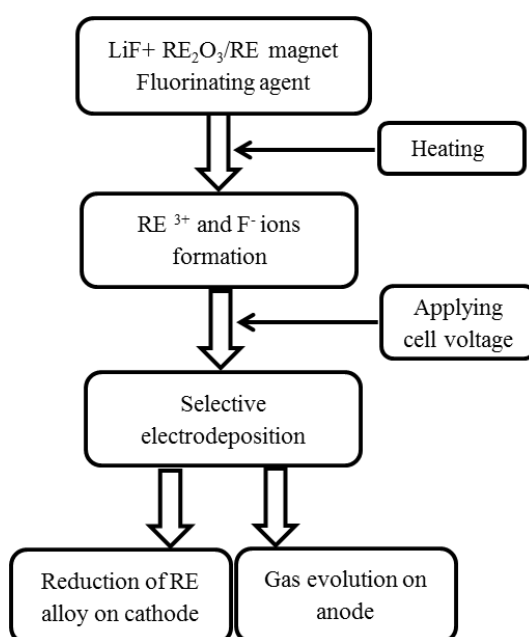 LiF+ RE₂O₃/RE magnet
Fluorinating agent
Heating
RE ³⁺ and F⁻ ions
formation
Applying
cell voltage
Selective
electrodeposition
Reduction of RE
alloy on cathode
Gas evolution on
anode